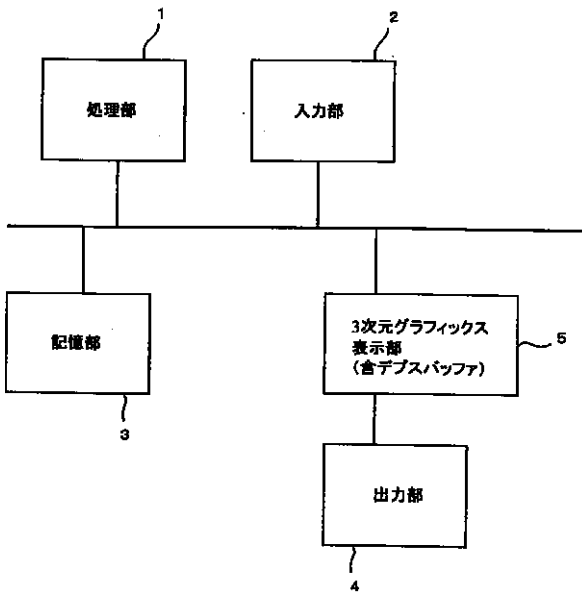 1
2
処理部
入力部
記憶部
3次元グラフィックス
表示部
(含デプスバッファ)
5
3
出力部
4